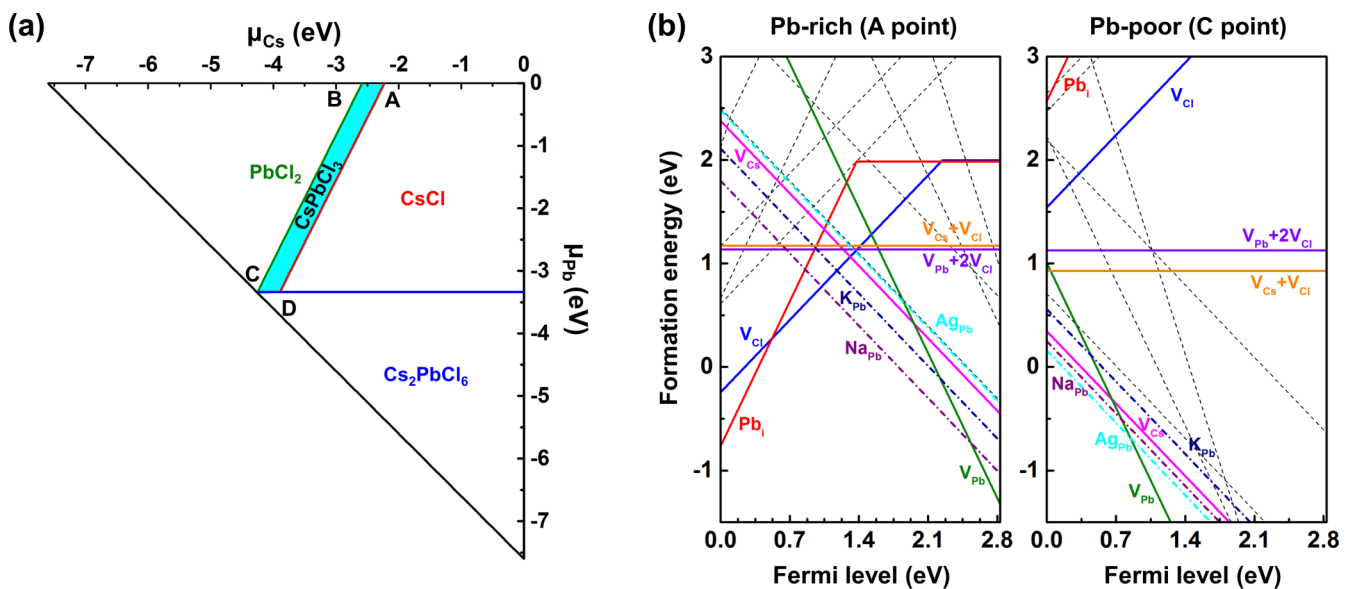 (a)
μCs (eV)
-7 -6 -5 -4 -3 -2 -1 0
0
B A
-1
PbCl2
CsPbCl3
CsCl
-2
μPb (eV)
-3
C
D
-4
Cs2PbCl6
-5
-6
-7
(b)
Pb-rich (A point)
Pb-poor (C point)
Formation energy (eV)
3
2
1
0
-1
VCs
VCs+VCl
VPb+2VCl
KPb
AgPb
VCl
NaPb
Pbi
VPb
0.0 0.7 1.4 2.1 2.8
Fermi level (eV)
3
2
1
0
-1
Pbi
VCl
VPb+2VCl
VCs+VCl
NaPb
VCs
AgPb
KPb
VPb
0.0 0.7 1.4 2.1 2.8
Fermi level (eV)